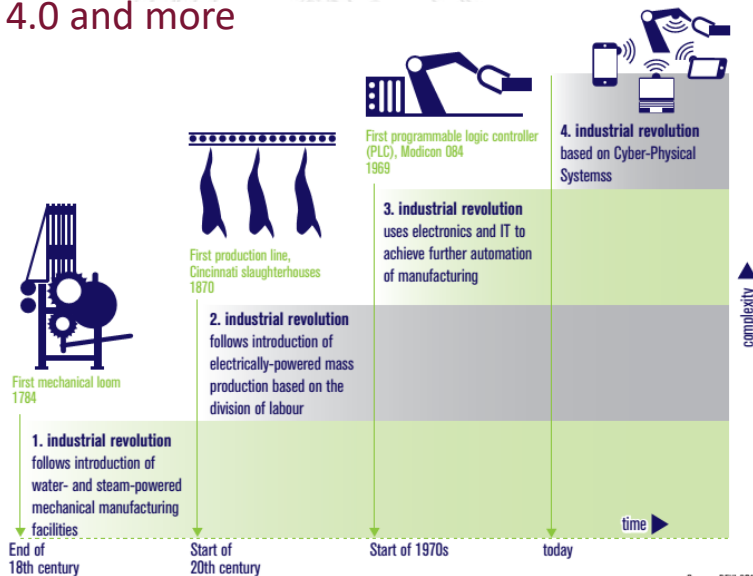 4.0 and more
4. industrial revolution
based on Cyber-Physical
Systemss
First programmable logic controller
(PLC), Modicon 084
1969
3. industrial revolution
uses electronics and IT to
achieve further automation
of manufacturing
First production line,
Cincinnati slaughterhouses
1870
2. industrial revolution
follows introduction of
electrically-powered mass
production based on the
division of labour
First mechanical loom
1784
1. industrial revolution
follows introduction of
water- and steam-powered
mechanical manufacturing
facilities
complexity
time
End of
18th century
Start of
20th century
Start of 1970s
today